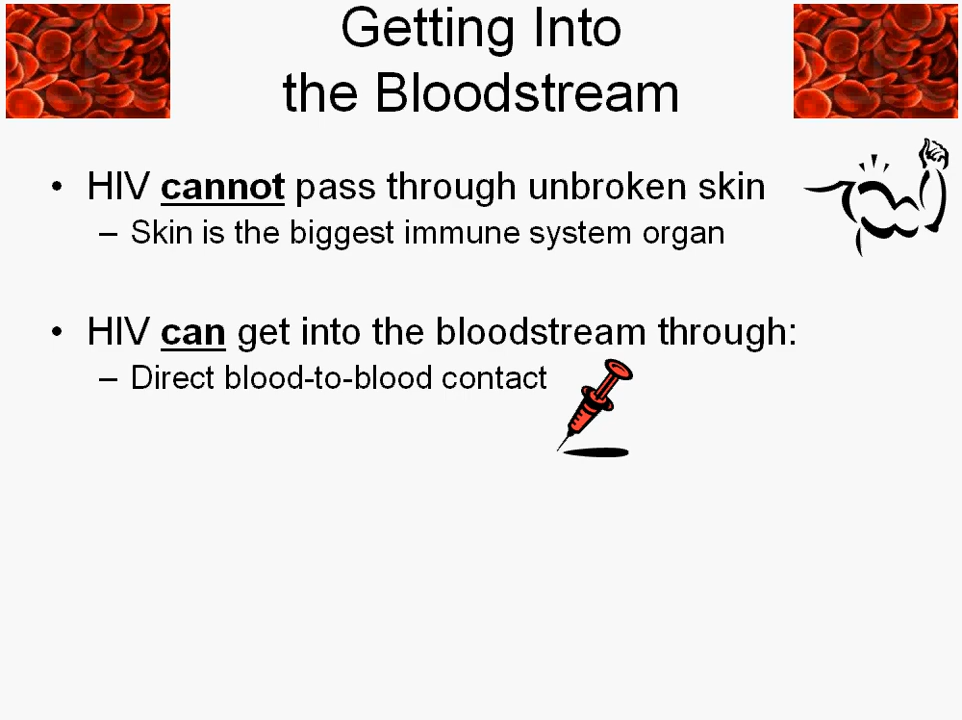 Getting Into
the Bloodstream
• HIV cannot pass through unbroken skin
– Skin is the biggest immune system organ
• HIV can get into the bloodstream through:
– Direct blood-to-blood contact